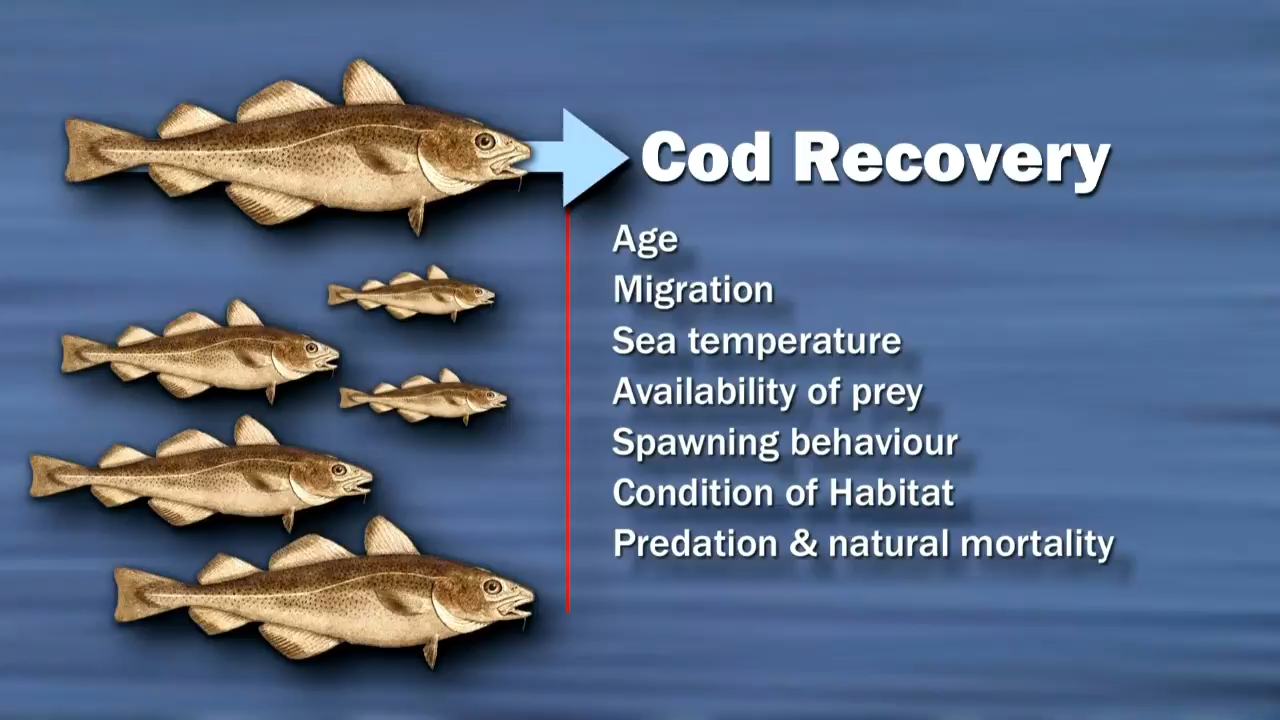 Cod Recovery
Age
Migration
Sea temperature
Availability of prey
Spawning behaviour
Condition of Habitat
Predation & natural mortality